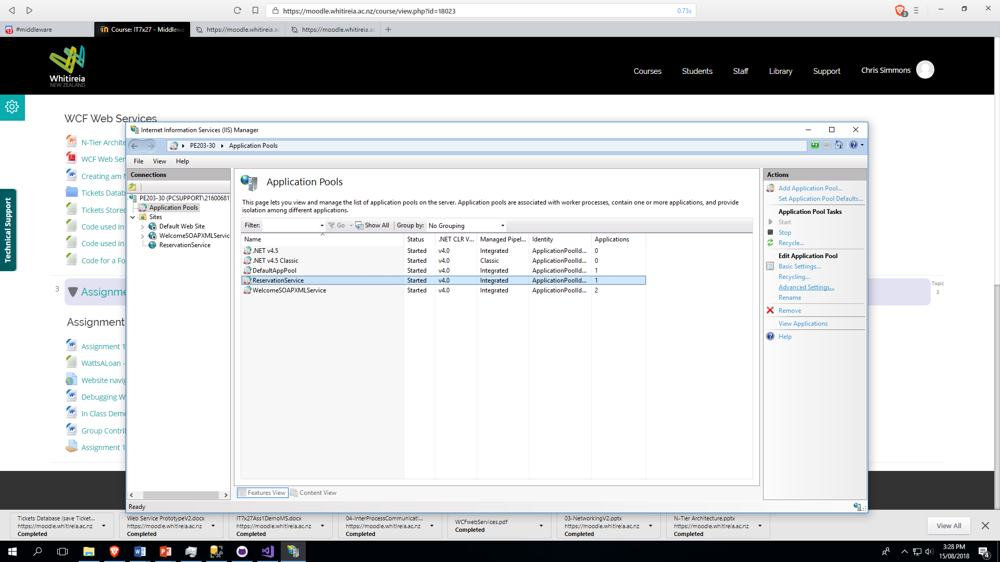 https://moodle.whitireia.ac.nz/course/view.php?id=18023
0.73s
2
12
#middleware
Course: IT7x27 - Middlewa
https://moodle.whitireia.ac
https://moodle.whitireia.ac
Whitireia
NEW ZEALAND
Courses
Students
Staff
Library
Support
Chris Simmons
WCF Web Services
N-Tier Archite
WCF Web Ser
Creating am
Tickets Datab
Tickets Stored
Code used in
Code used in
Code for a Fo
Technical Support
3
Assignme
Topic
3
Assignment
Assignment 1
WattsALoan -
Website navig
Debugging W
In Class Demo
Group Contril
Assignment 1
Internet Information Services (IIS) Manager
PE203-30
Application Pools
File
View
Help
Connections
PE203-30 (PCSUPPORT\21600681)
Application Pools
Sites
Default Web Site
WelcomeSOAPXMLServic
ReservationService
Application Pools
This page lets you view and manage the list of application pools on the server. Application pools are associated with worker processes, contain one or more applications, and provide
isolation among different applications.
Filter:
Go
Show All
Group by:
No Grouping
Name
Status
.NET CLR V...
Managed Pipel...
Identity
Applications
.NET v4.5 Started v4.0 Integrated ApplicationPoolId... 0
.NET v4.5 Classic Started v4.0 Classic ApplicationPoolId... 0
DefaultAppPool Started v4.0 Integrated ApplicationPoolId... 1
ReservationService Started v4.0 Integrated ApplicationPoolId... 1
WelcomeSOAPXMLService Started v4.0 Integrated ApplicationPoolId... 2
Features View
Content View
Ready
Actions
Add Application Pool...
Set Application Pool Defaults...
Application Pool Tasks
Start
Stop
Recycle...
Edit Application Pool
Basic Settings...
Recycling...
Advanced Settings...
Rename
Remove
View Applications
Help
Tickets Database (save Ticket...
https://moodle.whitireia.ac.nz
Completed
Web Service PrototypeV2.docx
https://moodle.whitireia.ac.nz
Completed
IT7x27Ass1DemoMS.docx
https://moodle.whitireia.ac.nz
Completed
04-InterProcessCommunicati...
https://moodle.whitireia.ac.nz
Completed
WCFwebServices.pdf
Completed
03-NetworkingV2.pptx
https://moodle.whitireia.ac.nz
Completed
N-Tier Architecture.pptx
https://moodle.whitireia.ac.nz
Completed
View All
3:28 PM
15/08/2018
4